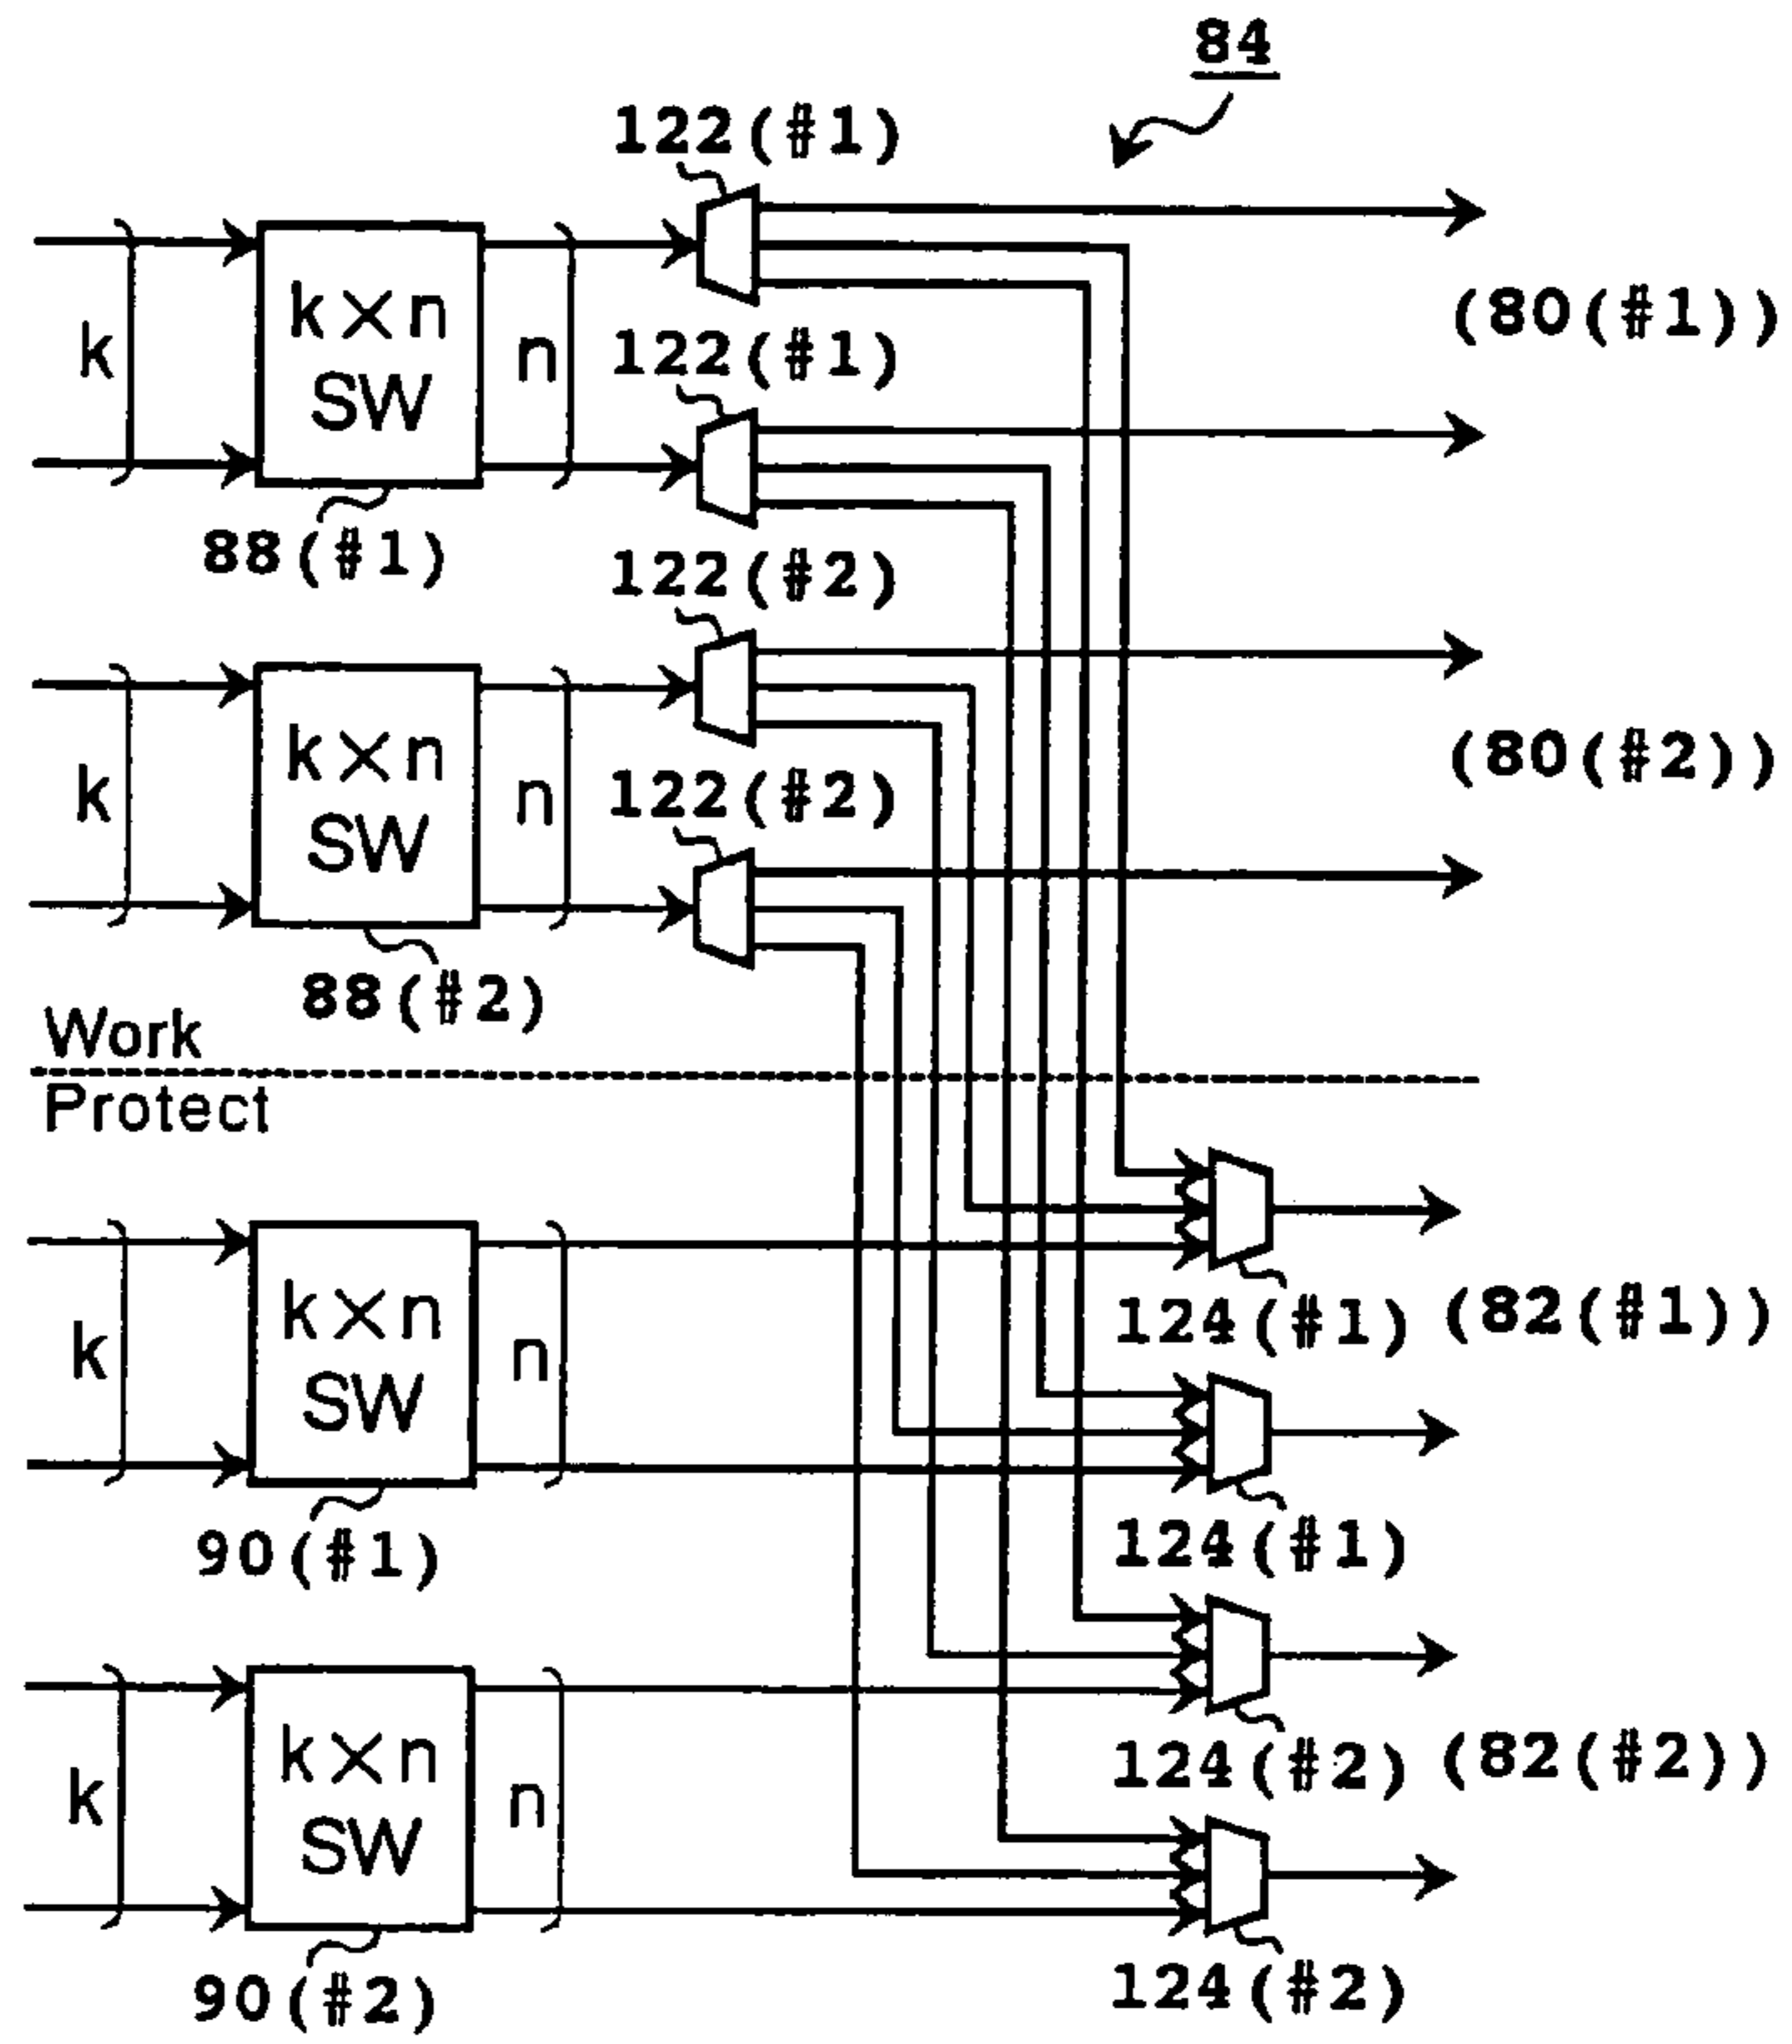 84
122(#1)
k
k×n
SW
n
122(#1)
(80(#1))
88(#1)
122(#2)
k
k×n
SW
n
122(#2)
(80(#2))
88(#2)
Work
Protect
k
k×n
SW
n
124(#1)
(82(#1))
90(#1)
124(#1)
k
k×n
SW
n
124(#2)
(82(#2))
90(#2)
124(#2)